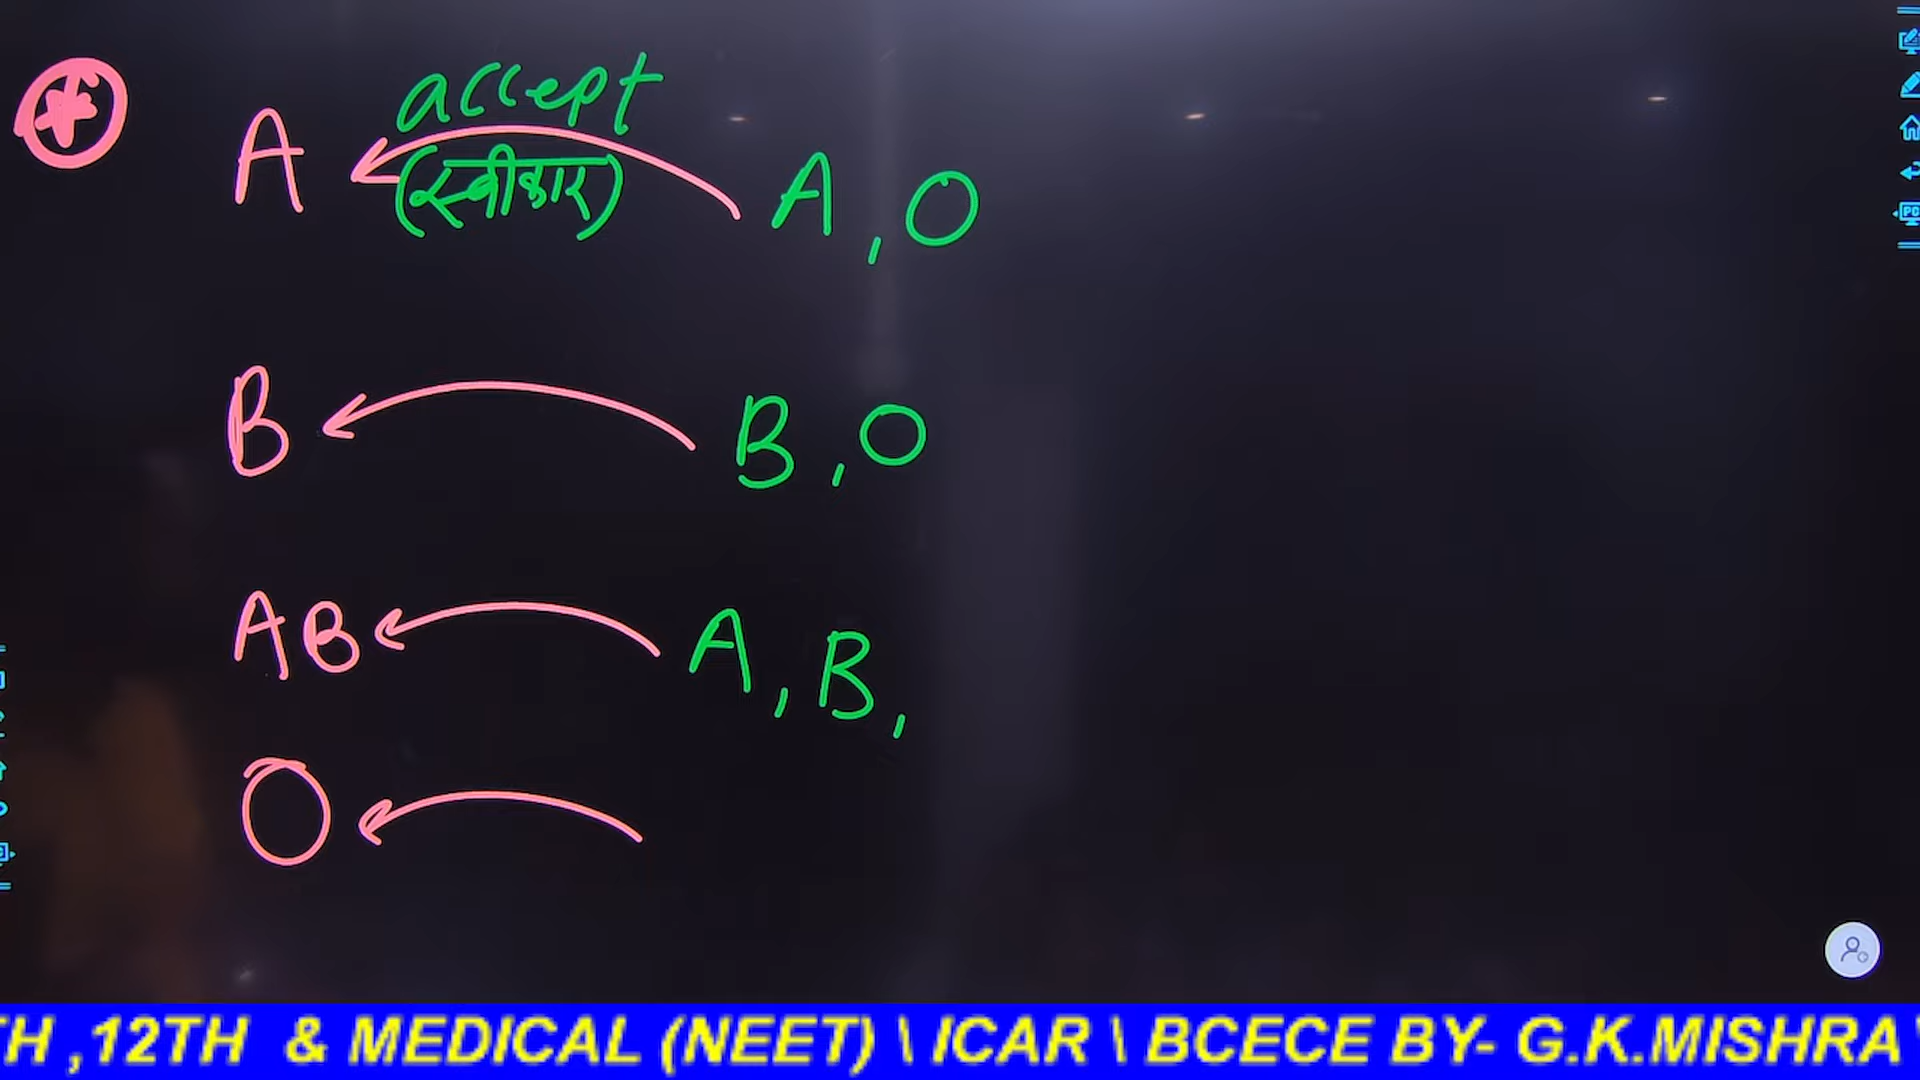 accept
A (स्वीकार) A, O
B B, O
AB A, B,
O
TH ,12TH & MEDICAL (NEET) \ ICAR \ BCECE BY- G.K.MISHRA